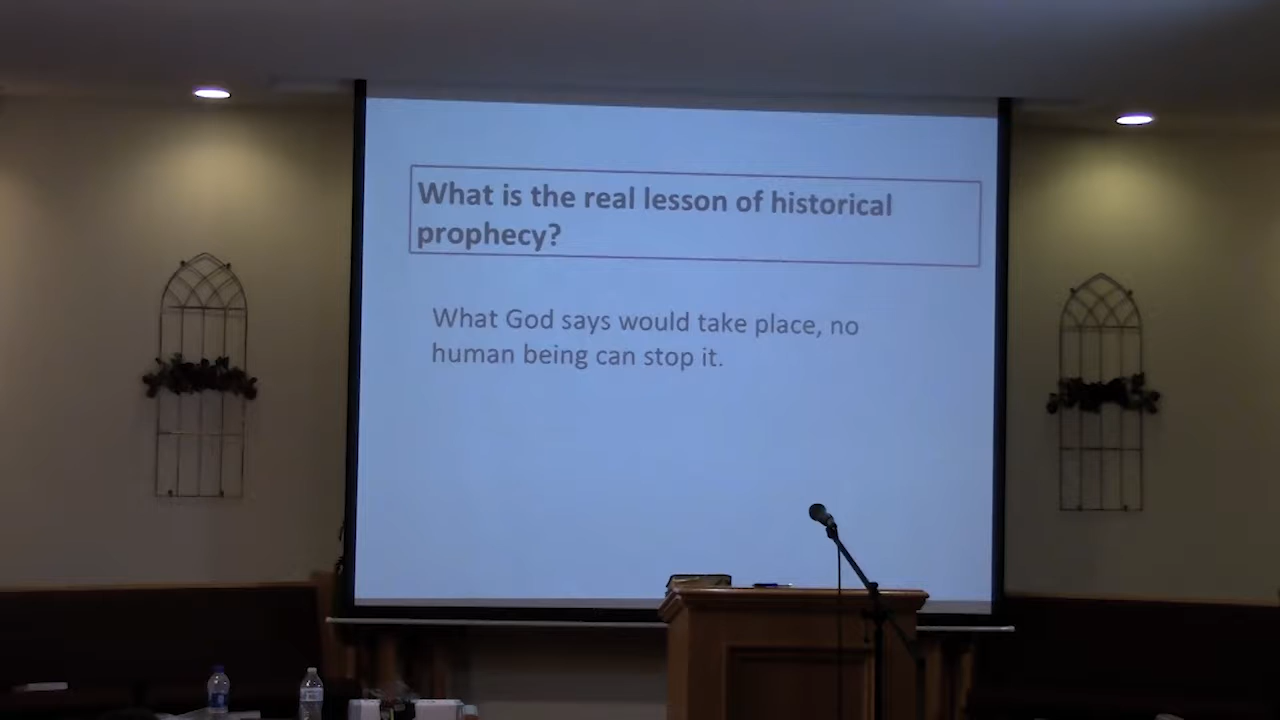 What is the real lesson of historical
prophecy?
What God says would take place, no
human being can stop it.